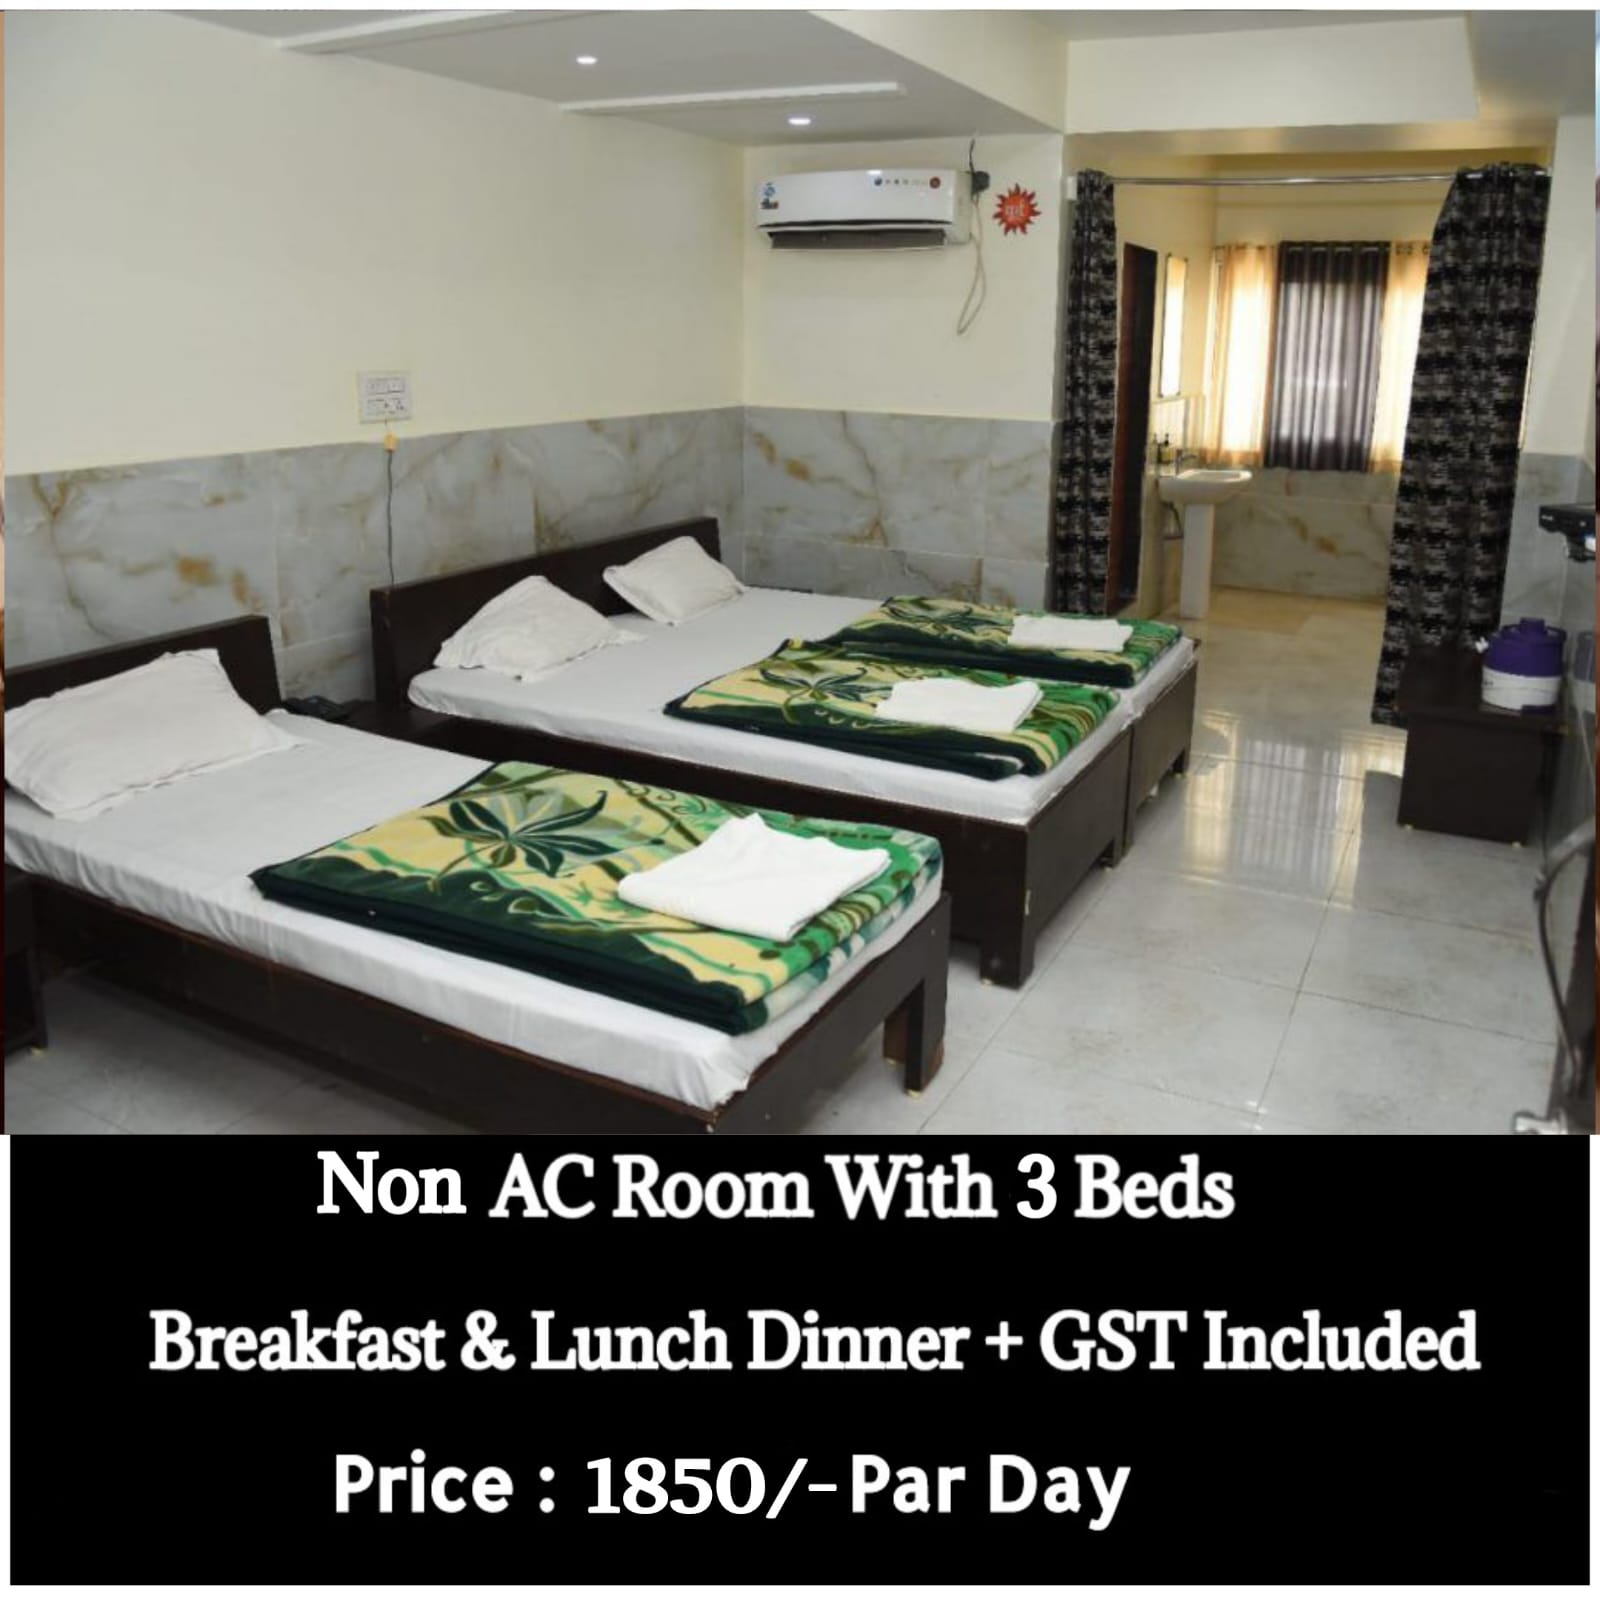 Non AC Room With 3 Beds
Breakfast & Lunch Dinner + GST Included
Price : 1850/- Par Day